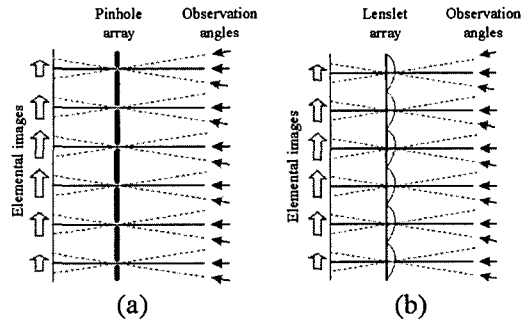 Pinhole array
Observation angles
Elemental images
(a)
Lenslet array
Observation angles
Elemental images
(b)